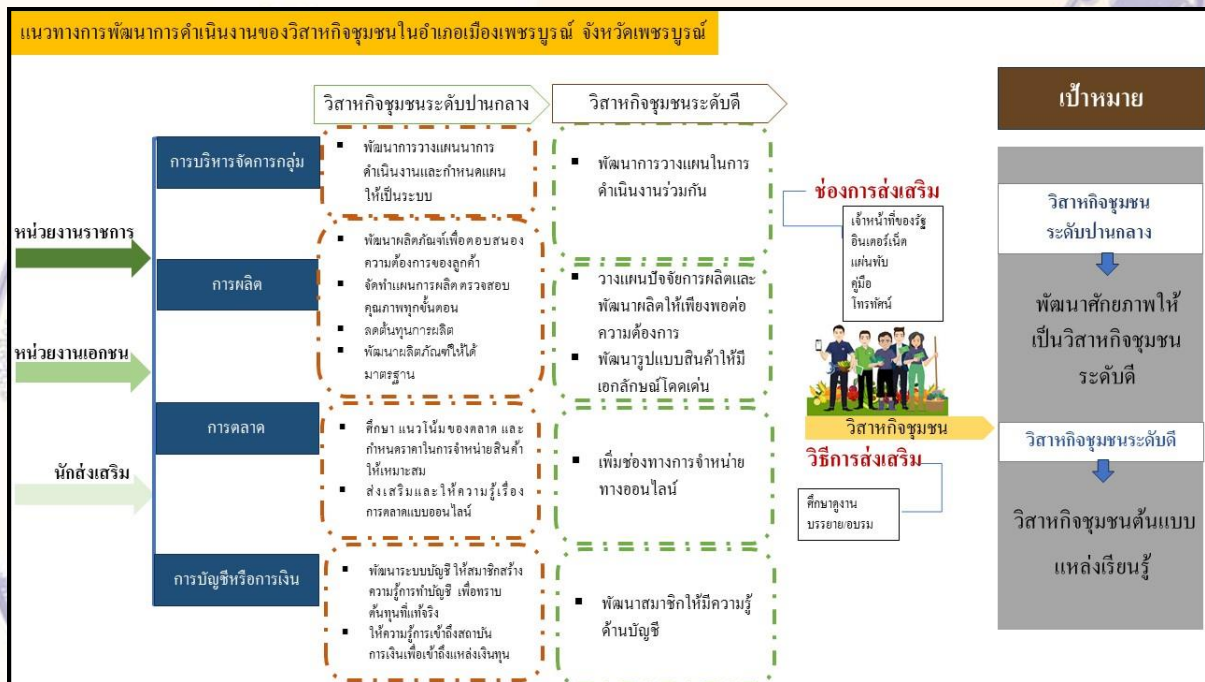 แนวทางการพัฒนาการดำเนินงานของวิสาหกิจชุมชนในอำเภอเมืองเพชรบูรณ์ จังหวัดเพชรบูรณ์
หน่วยงานราชการ
หน่วยงานเอกชน
นักส่งเสริม
การบริหารจัดการกลุ่ม
การผลิต
การตลาด
การบัญชีหรือการเงิน
วิสาหกิจชุมชนระดับปานกลาง
▪ พัฒนาการวางแผนนาการ
ดำเนินงานและกำหนดแผน
ให้เป็นระบบ
▪ พัฒนาผลิตภัณฑ์เพื่อตอบสนอง
ความต้องการของลูกค้า
▪ จัดทำแผนการผลิต ตรวจสอบ
คุณภาพทุกขั้นตอน
▪ ลดต้นทุนการผลิต
▪ พัฒนาผลิตภัณฑ์ให้ได้
มาตรฐาน
▪ ศึกษา แนวโน้มของตลาด และ
กำหนดราคาในการจำหน่ายสินค้า
ให้เหมาะสม
▪ ส่งเสริมและให้ความรู้เรื่อง
การตลาดแบบออนไลน์
▪ พัฒนาระบบบัญชี ให้สมาชิกสร้าง
ความรู้การทำบัญชี เพื่อทราบ
ต้นทุนที่แท้จริง
▪ ให้ความรู้การเข้าถึงสถาบัน
การเงินเพื่อเข้าถึงแหล่งเงินทุน
วิสาหกิจชุมชนระดับดี
▪ พัฒนาการวางแผนในการ
ดำเนินงานร่วมกัน
▪ วางแผนปัจจัยการผลิตและ
พัฒนาผลิตให้เพียงพอต่อ
ความต้องการ
▪ พัฒนารูปแบบสินค้าให้มี
เอกลักษณ์โดดเด่น
▪ เพิ่มช่องทางการจำหน่าย
ทางออนไลน์
▪ พัฒนาสมาชิกให้มีความรู้
ด้านบัญชี
ช่องการส่งเสริม
เจ้าหน้าที่ของรัฐ
อินเตอร์เน็ต
แผ่นพับ
คู่มือ
โทรทัศน์
วิสาหกิจชุมชน
วิธีการส่งเสริม
ศึกษาดูงาน
บรรยาย/อบรม
เป้าหมาย
วิสาหกิจชุมชน
ระดับปานกลาง
พัฒนาศักยภาพให้
เป็นวิสาหกิจชุมชน
ระดับดี
วิสาหกิจชุมชนระดับดี
วิสาหกิจชุมชนต้นแบบ
แหล่งเรียนรู้